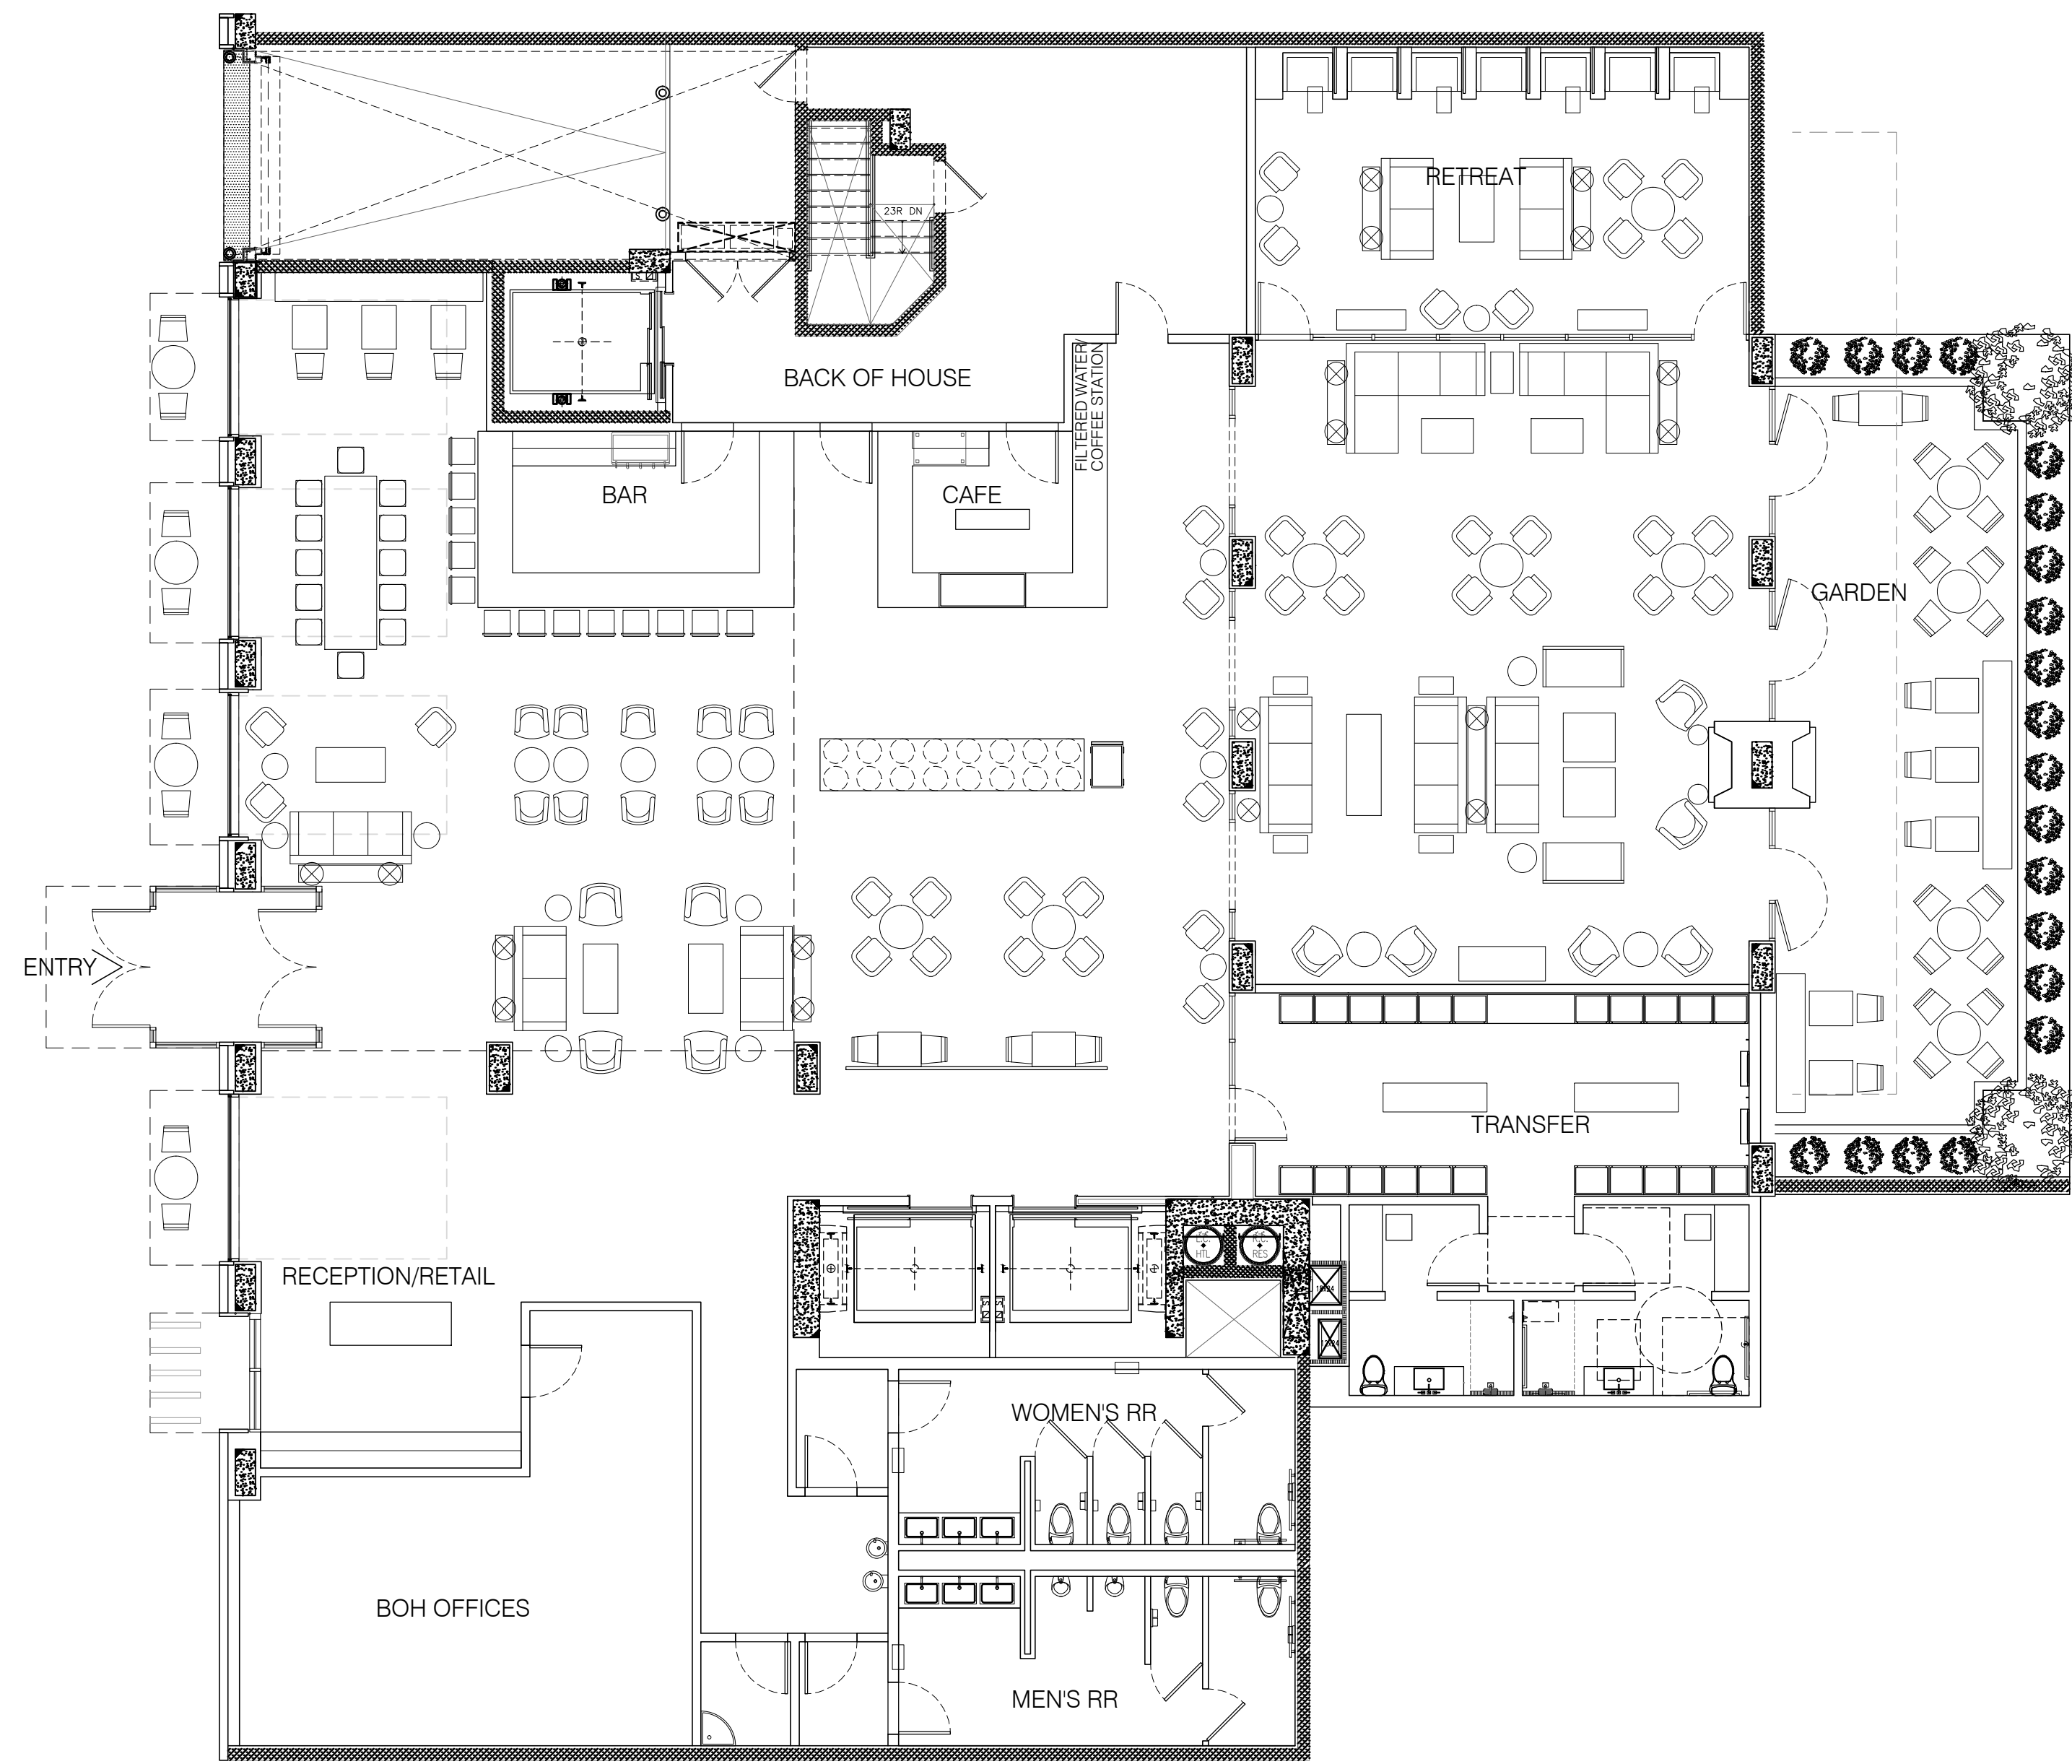 RETREAT
23R DN
BACK OF HOUSE
FILTERED WATER/
COFFEE STATION
BAR
CAFE
GARDEN
ENTRY
TRANSFER
HTL
RES
RECEPTION/RETAIL
WOMEN'S RR
BOH OFFICES
MEN'S RR